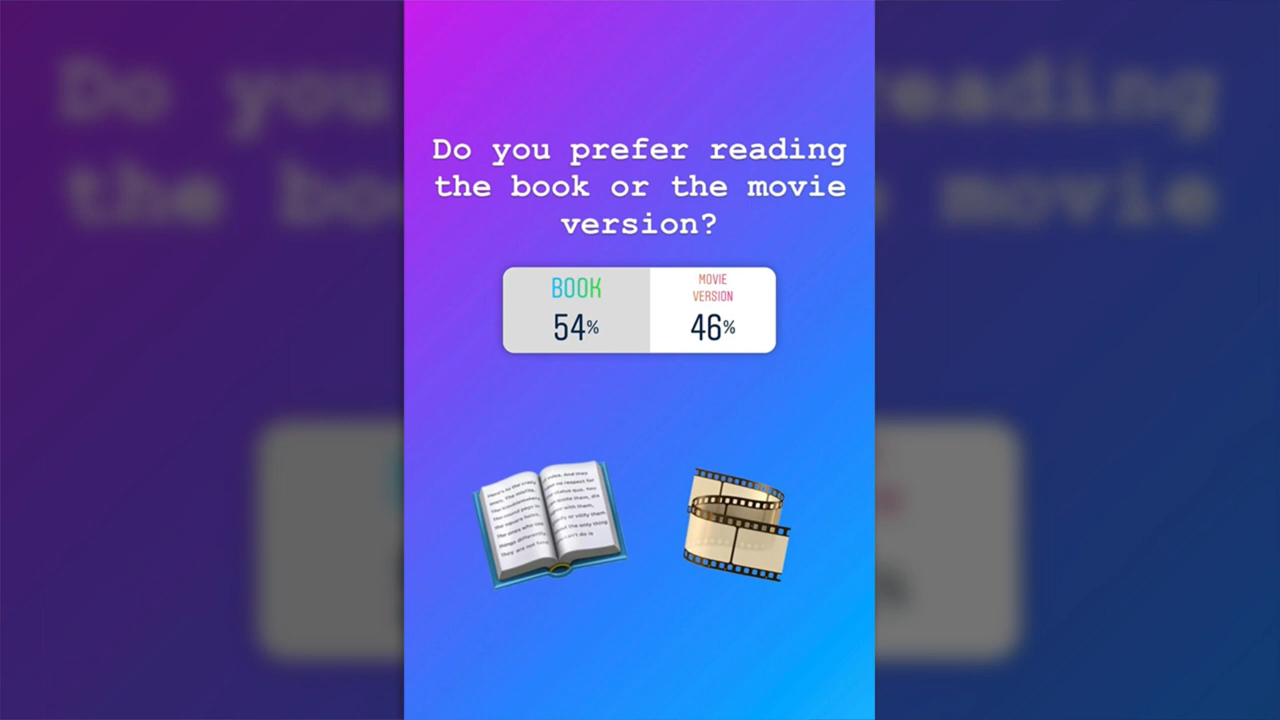 Do you prefer reading
the book or the movie
version?
BOOK
MOVIE
VERSION
54%
46%